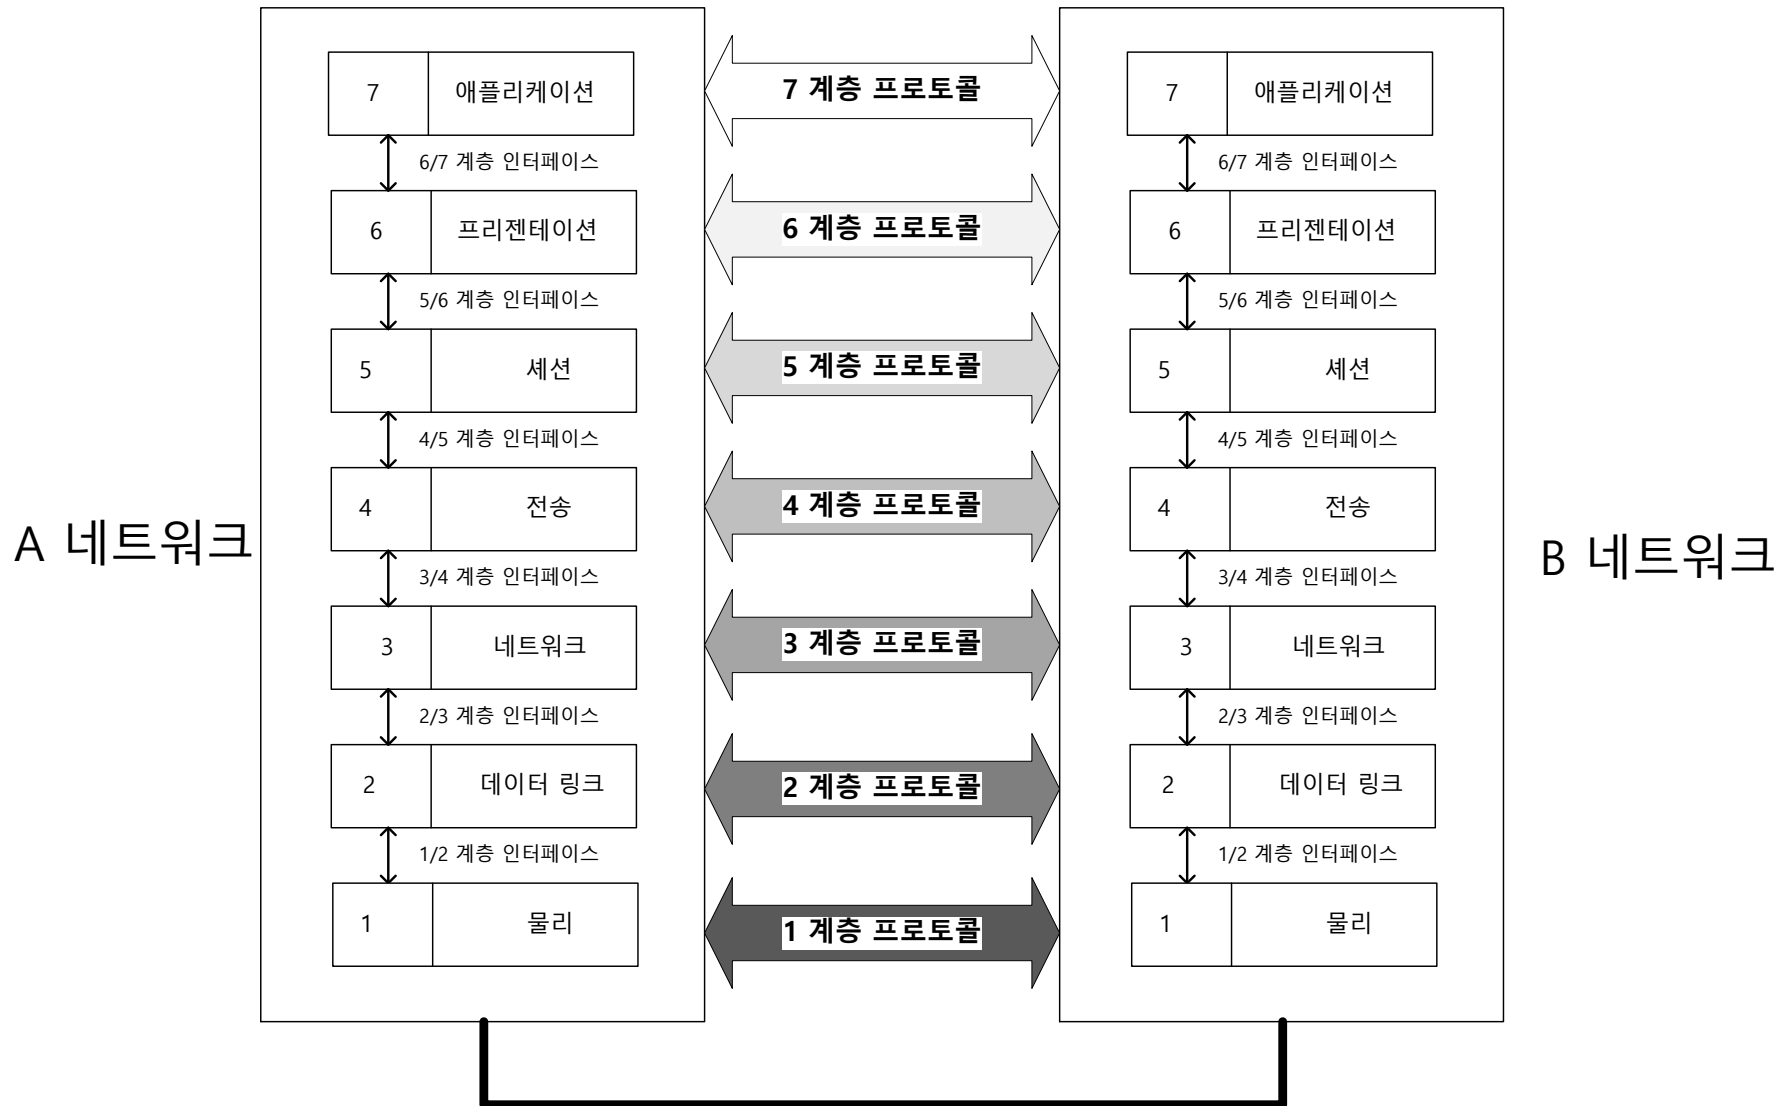 7 애플리케이션
6/7 계층 인터페이스
6 프리젠테이션
5/6 계층 인터페이스
5 세션
4/5 계층 인터페이스
4 전송
3/4 계층 인터페이스
3 네트워크
2/3 계층 인터페이스
2 데이터 링크
1/2 계층 인터페이스
1 물리
A 네트워크
7 계층 프로토콜
6 계층 프로토콜
5 계층 프로토콜
4 계층 프로토콜
3 계층 프로토콜
2 계층 프로토콜
1 계층 프로토콜
7 애플리케이션
6/7 계층 인터페이스
6 프리젠테이션
5/6 계층 인터페이스
5 세션
4/5 계층 인터페이스
4 전송
3/4 계층 인터페이스
3 네트워크
2/3 계층 인터페이스
2 데이터 링크
1/2 계층 인터페이스
1 물리
B 네트워크